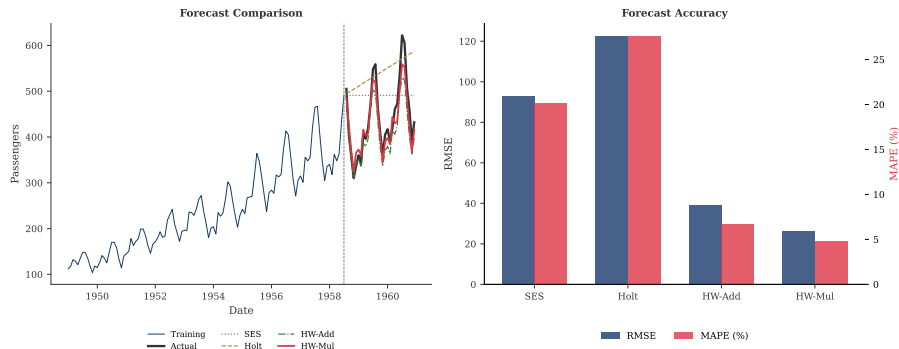 Forecast Comparison
600
500
400
300
200
100
Passengers
1950
1952
1954
1956
1958
1960
Date
Training
Actual
SES
Holt
HW-Add
HW-Mul
Forecast Accuracy
120
100
80
60
40
20
0
RMSE
25
20
15
10
5
0
MAPE (%)
SES
Holt
HW-Add
HW-Mul
RMSE
MAPE (%)